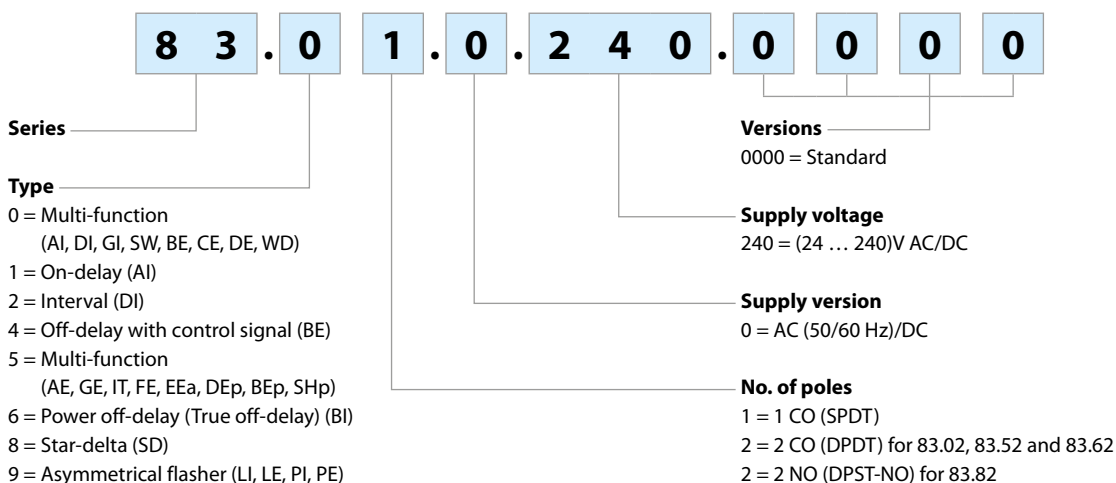 8 3 . 0 1 . 0 . 2 4 0 . 0 0 0 0
Series
Type
0 = Multi-function
(AI, DI, GI, SW, BE, CE, DE, WD)
1 = On-delay (AI)
2 = Interval (DI)
4 = Off-delay with control signal (BE)
5 = Multi-function
(AE, GE, IT, FE, EEa, DEp, BEp, SHp)
6 = Power off-delay (True off-delay) (BI)
8 = Star-delta (SD)
9 = Asymmetrical flasher (LI, LE, PI, PE)
Versions
0000 = Standard
Supply voltage
240 = (24 … 240)V AC/DC
Supply version
0 = AC (50/60 Hz)/DC
No. of poles
1 = 1 CO (SPDT)
2 = 2 CO (DPDT) for 83.02, 83.52 and 83.62
2 = 2 NO (DPST-NO) for 83.82